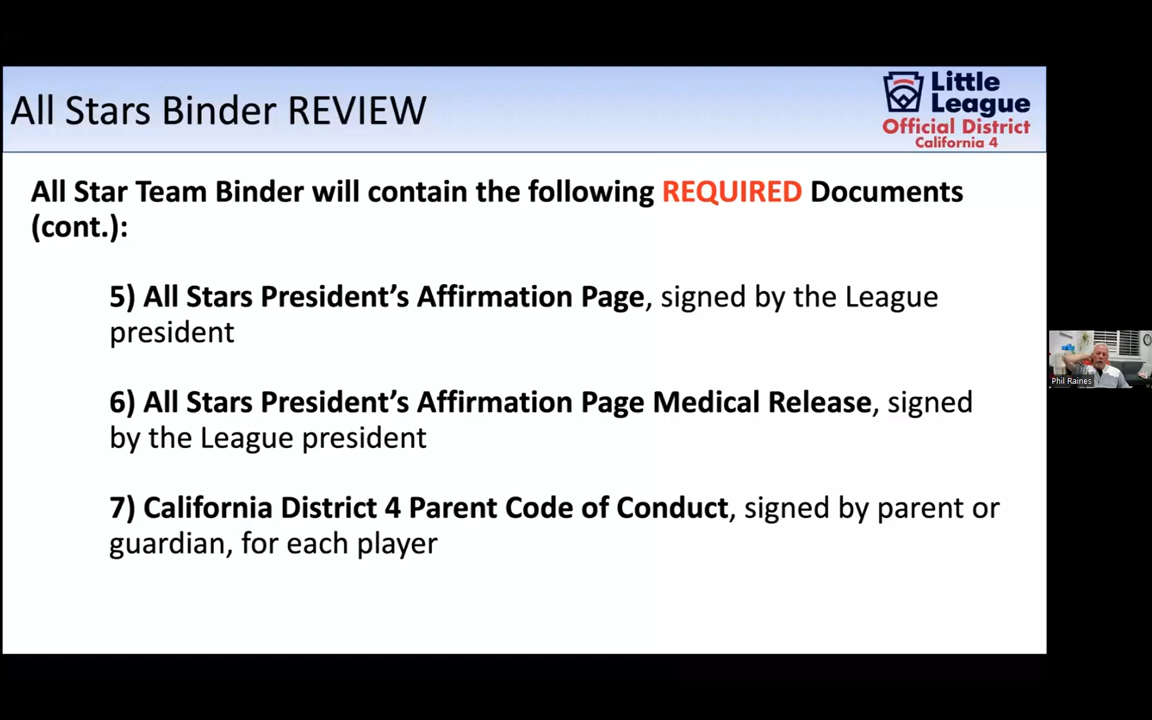 All Stars Binder REVIEW
Little
League
Official District
California 4
All Star Team Binder will contain the following REQUIRED Documents
(cont.):
5) All Stars President’s Affirmation Page, signed by the League
president
6) All Stars President’s Affirmation Page Medical Release, signed
by the League president
7) California District 4 Parent Code of Conduct, signed by parent or
guardian, for each player
Phil Raines